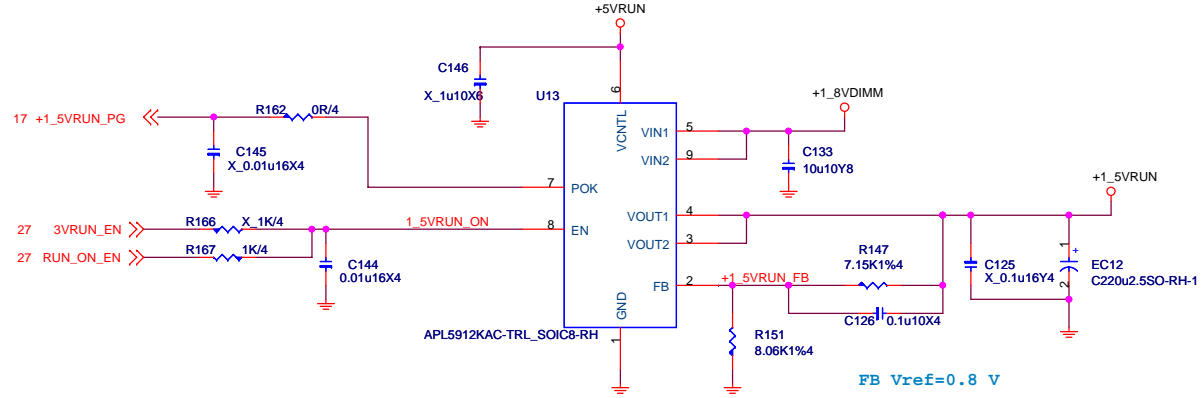 +5VRUN
C146
X_1u10X6
U13
6
VCNTL
+1_8VDIMM
17 +1_5VRUN_PG
R162 0R/4
C145
X_0.01u16X4
7 POK
5 VIN1
9 VIN2
C133
10u10Y8
+1_5VRUN
27 3VRUN_EN
R166 X_1K/4
1_5VRUN_ON
8 EN
4 VOUT1
3 VOUT2
27 RUN_ON_EN
R167 1K/4
C144
0.01u16X4
R147
7.15K1%4
2 FB
+1_5VRUN_FB
C126 0.1u10X4
C125
X_0.1u16Y4
1
+
2
EC12
C220u2.5SO-RH-1
GND
1
APL5912KAC-TRL_SOIC8-RH
R151
8.06K1%4
FB Vref=0.8 V